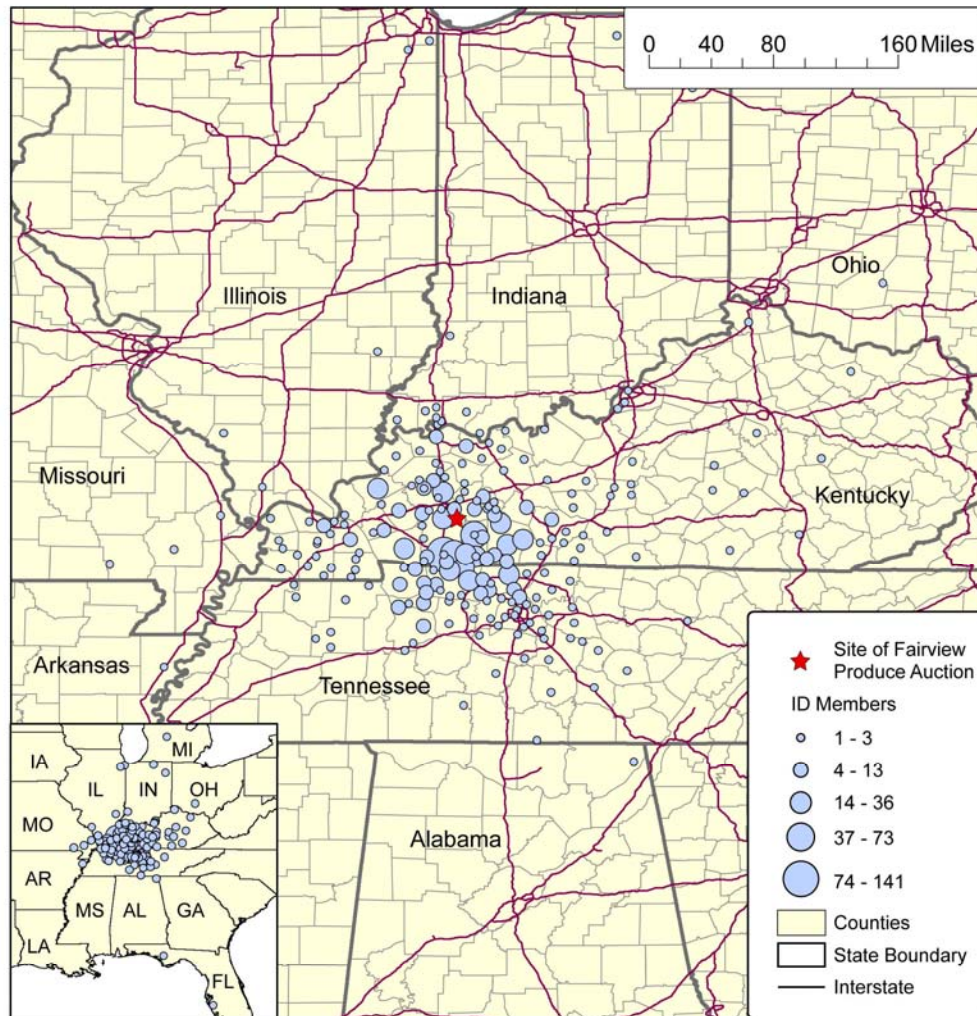 0 40 80 160 Miles
Illinois
Indiana
Ohio
Missouri
Kentucky
Arkansas
Tennessee
Alabama
Site of Fairview
Produce Auction
ID Members
1 - 3
4 - 13
14 - 36
37 - 73
74 - 141
Counties
State Boundary
Interstate
IA
MI
IL
IN
OH
MO
AR
MS
AL
GA
LA
FL